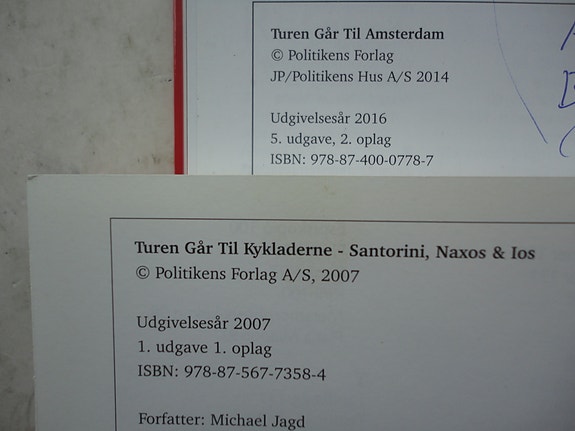 Turen Går Til Amsterdam
© Politikens Forlag
JP/Politikens Hus A/S 2014
Udgivelsesår 2016
5. udgave, 2. oplag
ISBN: 978-87-400-0778-7
Turen Går Til Kykladerne - Santorini, Naxos & Ios
© Politikens Forlag A/S, 2007
Udgivelsesår 2007
1. udgave 1. oplag
ISBN: 978-87-567-7358-4
Forfatter: Michael Jagd